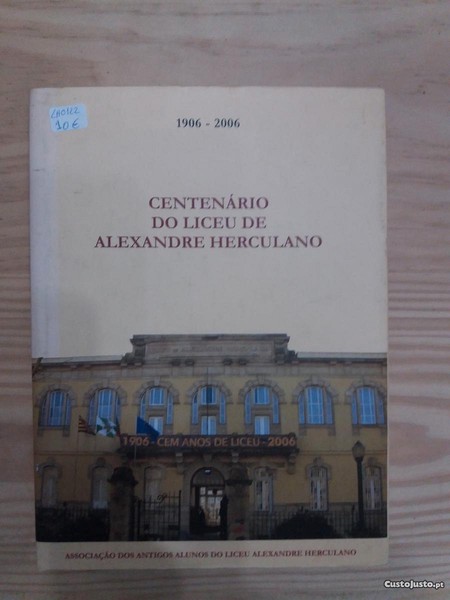 10€
1906 - 2006
CENTENÁRIO
DO LICEU DE
ALEXANDRE HERCULANO
1906 - CEM ANOS DE LICEU - 2006
ASSOCIAÇÃO DOS ANTIGOS ALUNOS DO LICEU ALEXANDRE HERCULANO
CustoJusto.pt